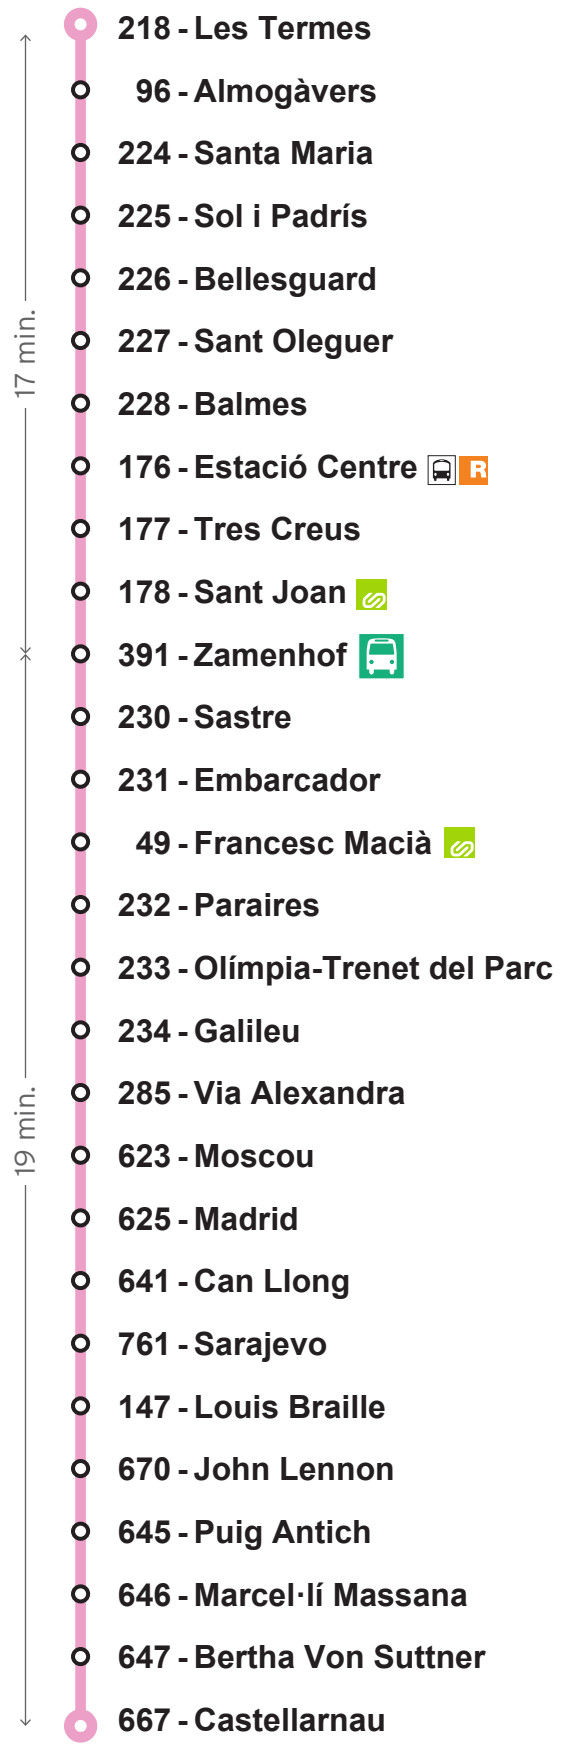 218 - Les Termes
96 - Almogàvers
224 - Santa Maria
225 - Sol i Padrís
226 - Bellesguard
227 - Sant Oleguer
17 min.
228 - Balmes
176 - Estació Centre R
177 - Tres Creus
178 - Sant Joan
391 - Zamenhof
230 - Sastre
231 - Embarcador
49 - Francesc Macià
232 - Paraires
233 - Olímpia-Trenet del Parc
234 - Galileu
285 - Via Alexandra
19 min.
623 - Moscou
625 - Madrid
641 - Can Llong
761 - Sarajevo
147 - Louis Braille
670 - John Lennon
645 - Puig Antich
646 - Marcel·lí Massana
647 - Bertha Von Suttner
667 - Castellarnau